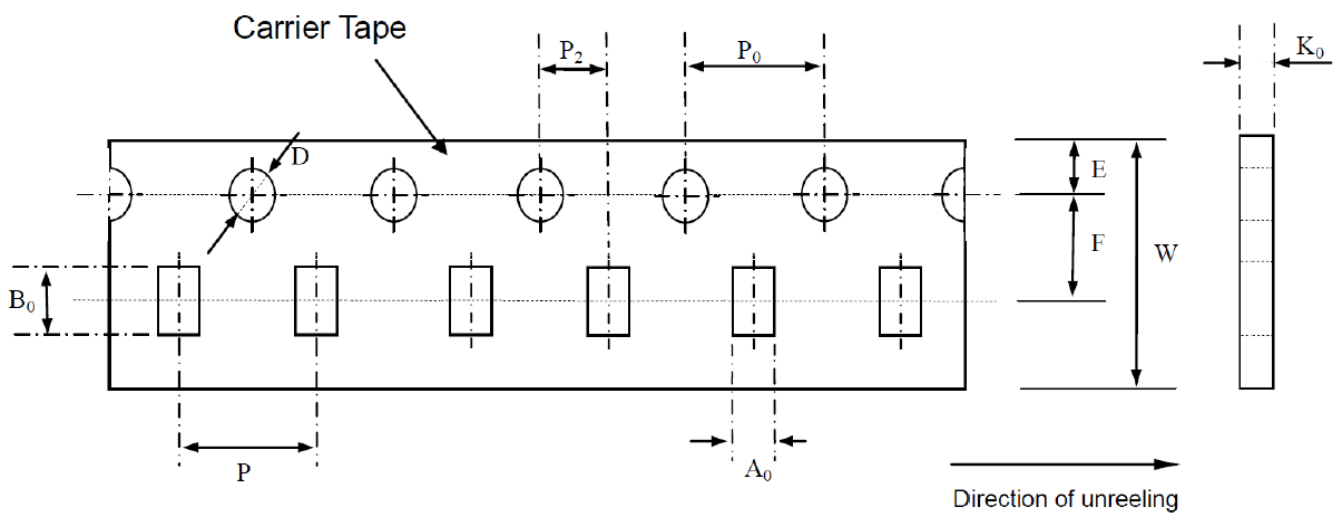 Carrier Tape
P₂
P₀
K₀
D
E
F
W
B₀
P
A₀
Direction of unreeling